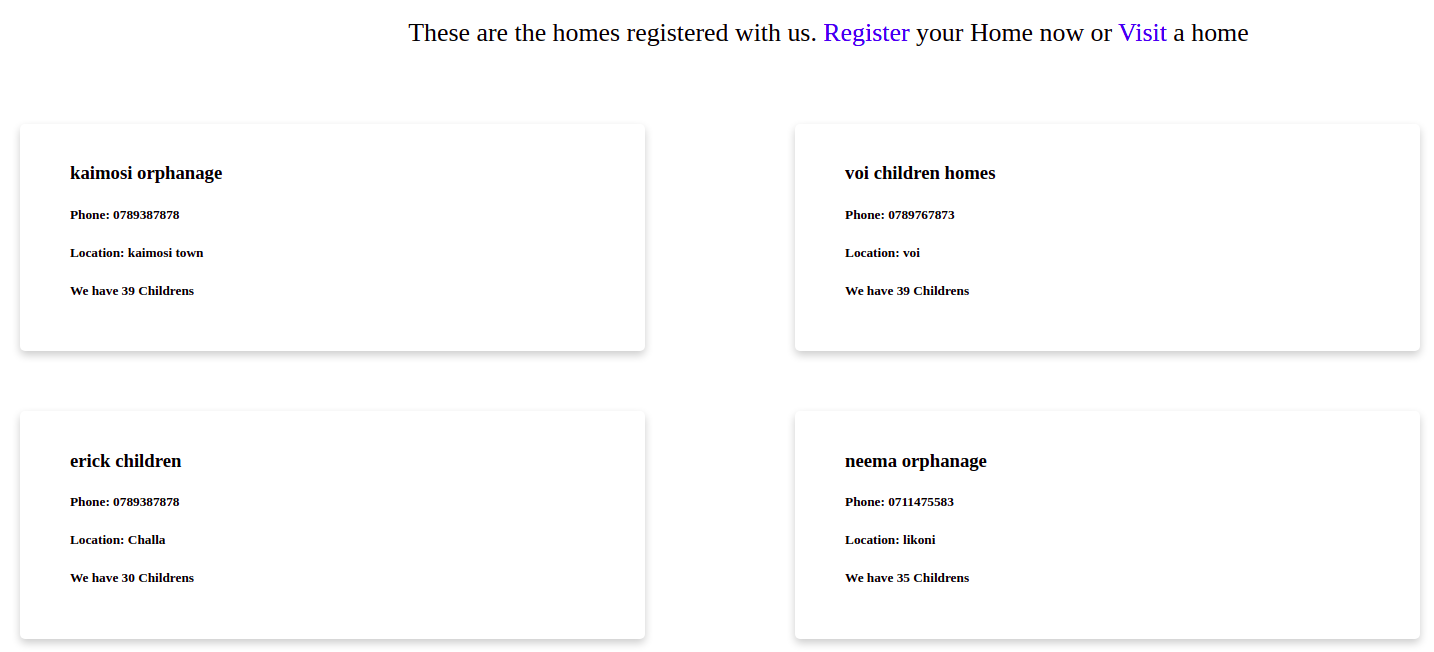 These are the homes registered with us. Register your Home now or Visit a home
kaimosi orphanage
Phone: 0789387878
Location: kaimosi town
We have 39 Childrens
voi children homes
Phone: 0789767873
Location: voi
We have 39 Childrens
erick children
Phone: 0789387878
Location: Challa
We have 30 Childrens
neema orphanage
Phone: 0711475583
Location: likoni
We have 35 Childrens